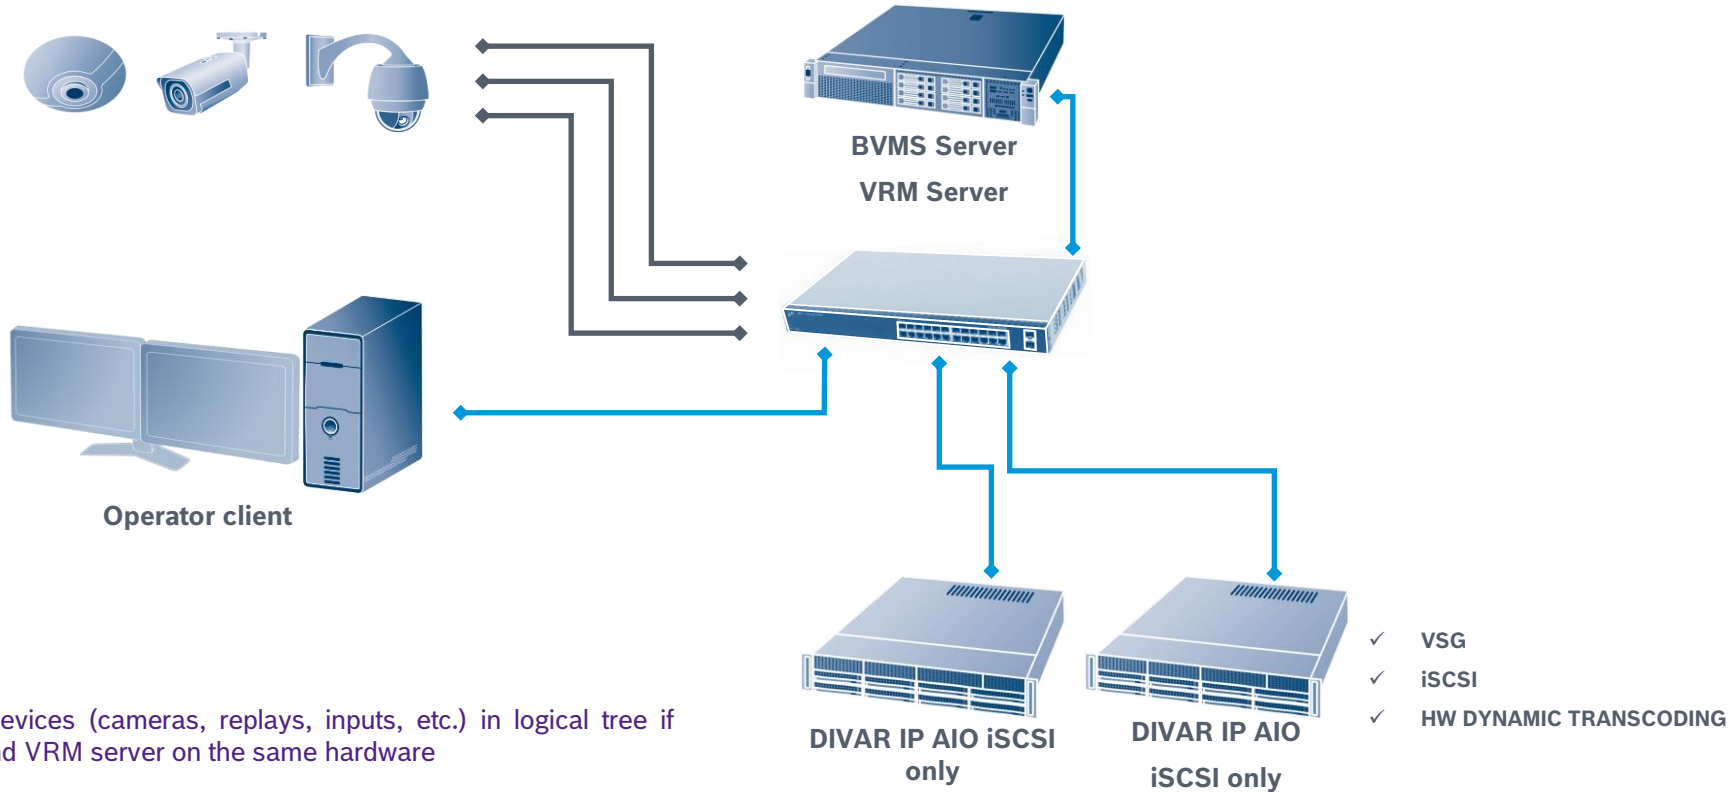 BVMS Server
VRM Server
Operator client
VSG
iSCSI
HW DYNAMIC TRANSCODING
DIVAR IP AIO iSCSI
only
DIVAR IP AIO
iSCSI only
(cameras, replays, inputs, etc.) in logical tree if
VRM server on the same hardware